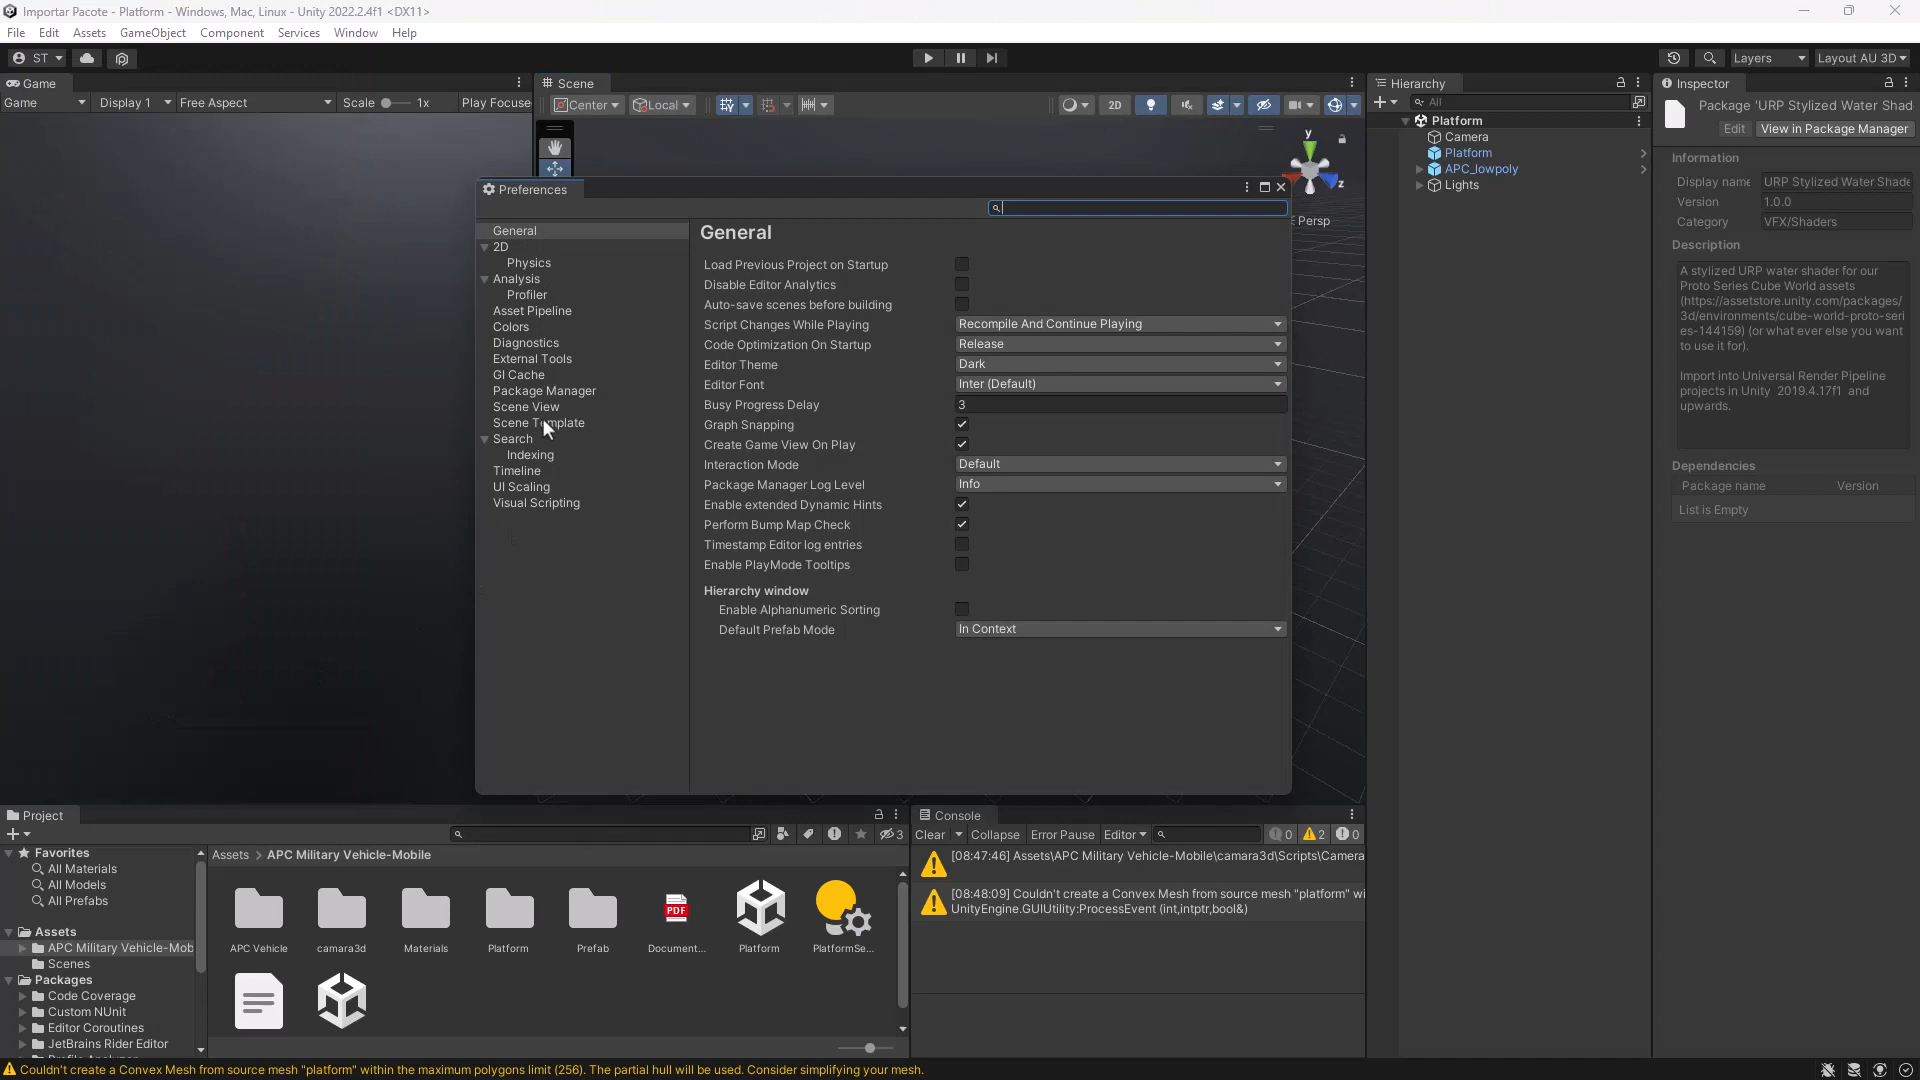 Importar Pacote - Platform - Windows, Mac, Linux - Unity 2022.2.4f1 <DX11>
File Edit Assets GameObject Component Services Window Help
ST Layers Layout AU 3D
Game
Game Display 1 Free Aspect Scale 1x Play Focuse
Scene
Center Local 2D
y
z
Persp
Hierarchy
All
Platform
Camera
Platform
APC_lowpoly
Lights
Inspector
Package 'URP Stylized Water Shad
Edit View in Package Manager
Information
Display name URP Stylized Water Shade
Version 1.0.0
Category VFX/Shaders
Description
A stylized URP water shader for our
Proto Series Cube World assets
(https://assetstore.unity.com/packages/
3d/environments/cube-world-proto-seri
es-144159) (or what ever else you want
to use it for).
Import into Universal Render Pipeline
projects in Unity 2019.4.17f1 and
upwards.
Dependencies
Package name Version
List is Empty
Preferences
General
2D
Physics
Analysis
Profiler
Asset Pipeline
Colors
Diagnostics
External Tools
GI Cache
Package Manager
Scene View
Scene Template
Search
Indexing
Timeline
UI Scaling
Visual Scripting
General
Load Previous Project on Startup
Disable Editor Analytics
Auto-save scenes before building
Script Changes While Playing Recompile And Continue Playing
Code Optimization On Startup Release
Editor Theme Dark
Editor Font Inter (Default)
Busy Progress Delay 3
Graph Snapping
Create Game View On Play
Interaction Mode Default
Package Manager Log Level Info
Enable extended Dynamic Hints
Perform Bump Map Check
Timestamp Editor log entries
Enable PlayMode Tooltips
Hierarchy window
Enable Alphanumeric Sorting
Default Prefab Mode In Context
Project
3
Favorites
All Materials
All Models
All Prefabs
Assets
APC Military Vehicle-Mob
Scenes
Packages
Code Coverage
Custom NUnit
Editor Coroutines
JetBrains Rider Editor
Assets > APC Military Vehicle-Mobile
APC Vehicle camara3d Materials Platform Prefab Document... Platform PlatformSe...
PDF
Console
Clear Collapse Error Pause Editor 0 2 0
[08:47:46] Assets\APC Military Vehicle-Mobile\camara3d\Scripts\Camera
[08:48:09] Couldn't create a Convex Mesh from source mesh "platform" wi
UnityEngine.GUIUtility:ProcessEvent (int,intptr,bool&)
Couldn't create a Convex Mesh from source mesh "platform" within the maximum polygons limit (256). The partial hull will be used. Consider simplifying your mesh.